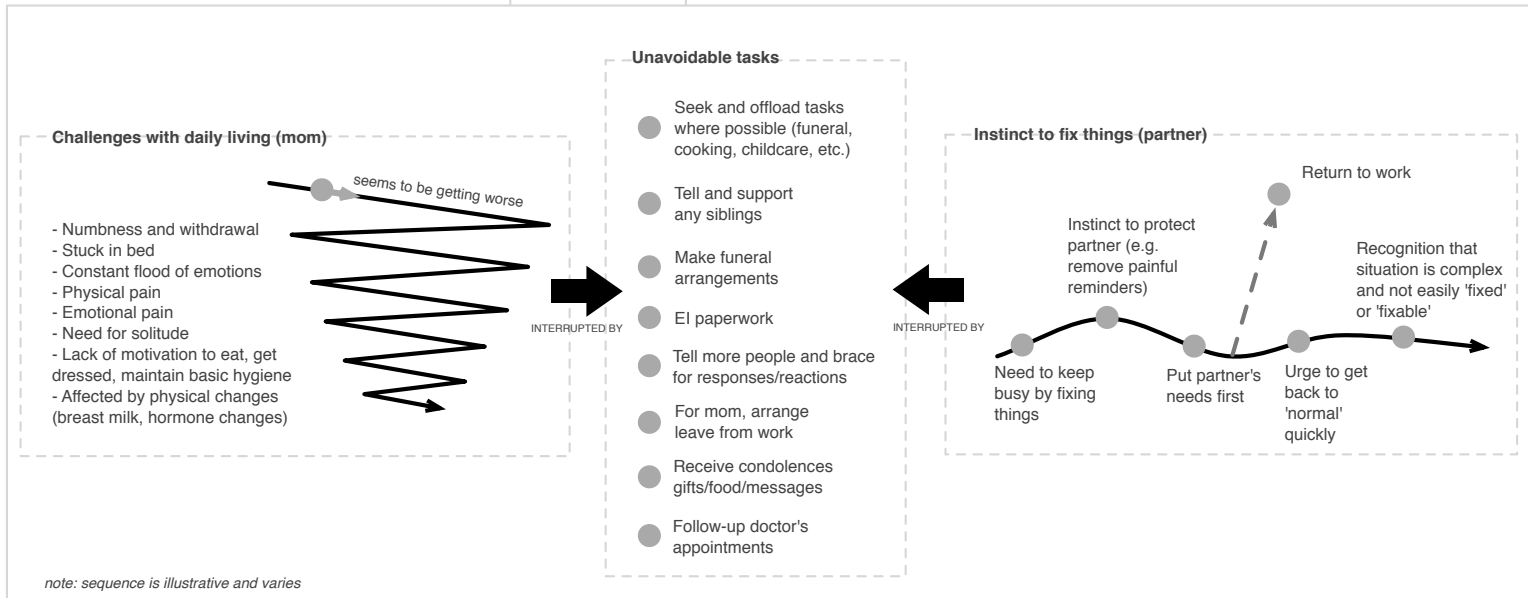 Challenges with daily living (mom)
seems to be getting worse
- Numbness and withdrawal
- Stuck in bed
- Constant flood of emotions
- Physical pain
- Emotional pain
- Need for solitude
- Lack of motivation to eat, get
dressed, maintain basic hygiene
- Affected by physical changes
(breast milk, hormone changes)
INTERRUPTED BY
Unavoidable tasks
Seek and offload tasks
where possible (funeral,
cooking, childcare, etc.)
Tell and support
any siblings
Make funeral
arrangements
EI paperwork
Tell more people and brace
for responses/reactions
For mom, arrange
leave from work
Receive condolences
gifts/food/messages
Follow-up doctor's
appointments
INTERRUPTED BY
Instinct to fix things (partner)
Need to keep
busy by fixing
things
Instinct to protect
partner (e.g.
remove painful
reminders)
Put partner's
needs first
Return to work
Urge to get
back to
'normal'
quickly
Recognition that
situation is complex
and not easily 'fixed'
or 'fixable'
note: sequence is illustrative and varies